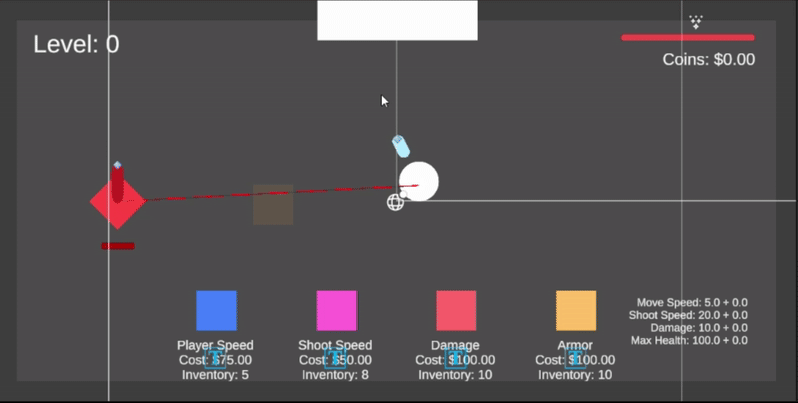 Level: 0
Coins: $0.00
Move Speed: 5.0 + 0.0
Shoot Speed: 20.0 + 0.0
Damage: 10.0 + 0.0
Max Health: 100.0 + 0.0
Player Speed
Cost: $75.00
Inventory: 5
Shoot Speed
Cost: $50.00
Inventory: 8
Damage
Cost: $100.00
Inventory: 10
Armor
Cost: $100.00
Inventory: 10